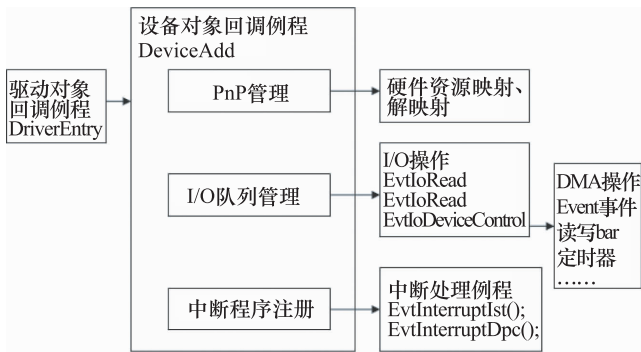 驱动对象
回调例程
DriverEntry
设备对象回调例程
DeviceAdd
PnP管理
I/O队列管理
中断程序注册
硬件资源映射、
解映射
I/O操作
EvtIoRead
EvtIoRead
EvtIoDeviceControl
中断处理例程
EvtInterruptIst();
EvtInterruptDpc();
DMA操作
Event事件
读写bar
定时器
……